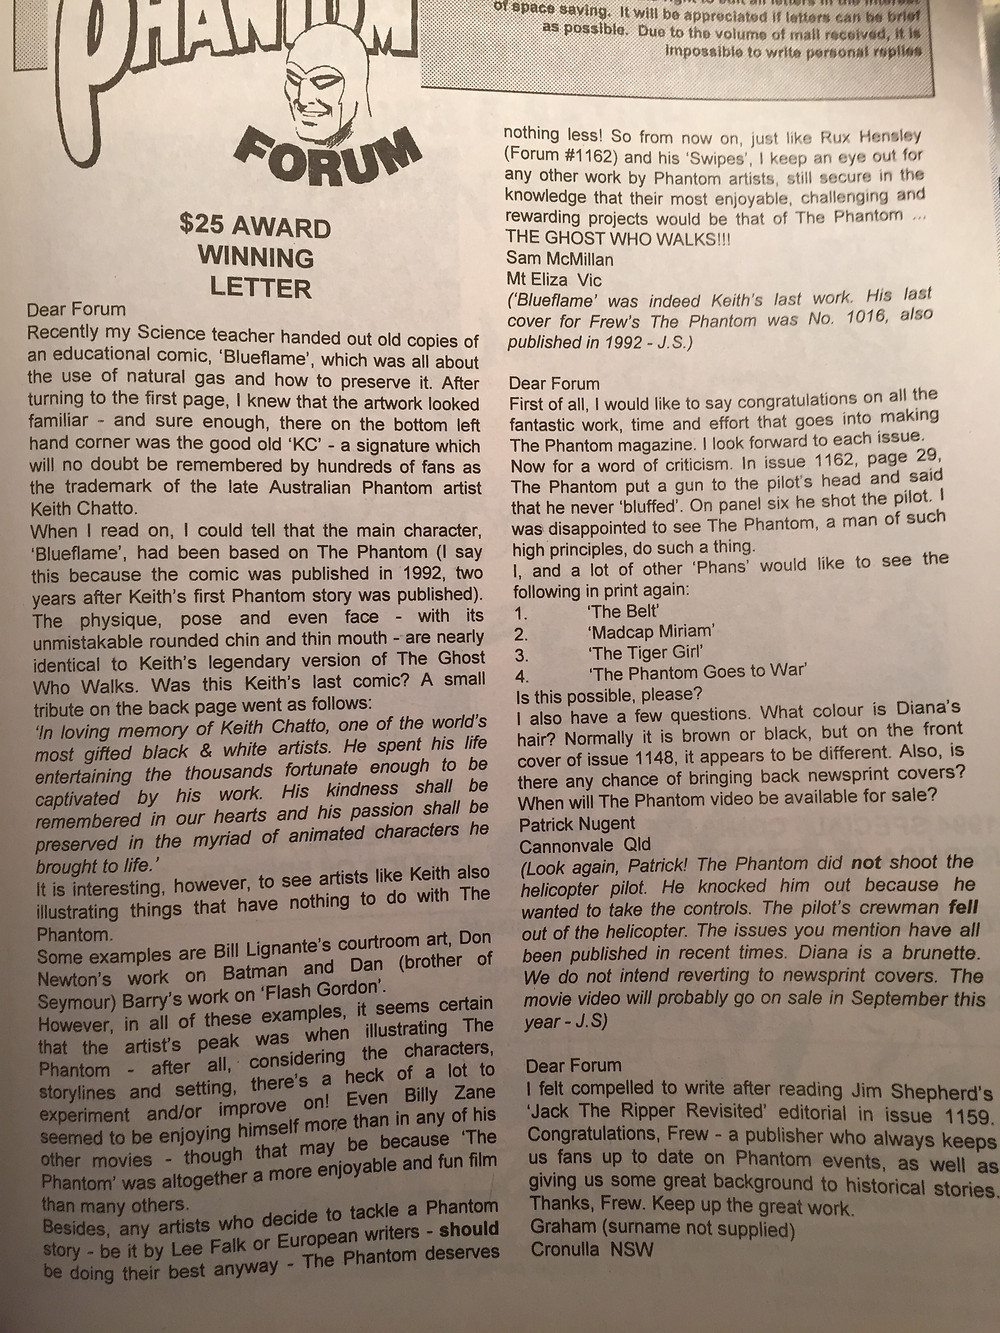 PHANTOM
FORUM
of space saving. It will be appreciated if letters can be brief
as possible. Due to the volume of mail received, it is
impossible to write personal replies
$25 AWARD
WINNING
LETTER
Dear Forum
Recently my Science teacher handed out old copies of
an educational comic, ‘Blueflame’, which was all about
the use of natural gas and how to preserve it. After
turning to the first page, I knew that the artwork looked
familiar - and sure enough, there on the bottom left
hand corner was the good old ‘KC’ - a signature which
will no doubt be remembered by hundreds of fans as
the trademark of the late Australian Phantom artist
Keith Chatto.
When I read on, I could tell that the main character,
‘Blueflame’, had been based on The Phantom (I say
this because the comic was published in 1992, two
years after Keith's first Phantom story was published).
The physique, pose and even face - with its
unmistakable rounded chin and thin mouth - are nearly
identical to Keith's legendary version of The Ghost
Who Walks. Was this Keith's last comic? A small
tribute on the back page went as follows:
‘In loving memory of Keith Chatto, one of the world's
most gifted black & white artists. He spent his life
entertaining the thousands fortunate enough to be
captivated by his work. His kindness shall be
remembered in our hearts and his passion shall be
preserved in the myriad of animated characters he
brought to life.’
It is interesting, however, to see artists like Keith also
illustrating things that have nothing to do with The
Phantom.
Some examples are Bill Lignante's courtroom art, Don
Newton's work on Batman and Dan (brother of
Seymour) Barry's work on ‘Flash Gordon’.
However, in all of these examples, it seems certain
that the artist's peak was when illustrating The
Phantom - after all, considering the characters,
storylines and setting, there's a heck of a lot to
experiment and/or improve on! Even Billy Zane
seemed to be enjoying himself more than in any of his
other movies - though that may be because ‘The
Phantom’ was altogether a more enjoyable and fun film
than many others.
Besides, any artists who decide to tackle a Phantom
story - be it by Lee Falk or European writers - should
be doing their best anyway - The Phantom deserves
nothing less! So from now on, just like Rux Hensley
(Forum #1162) and his ‘Swipes’, I keep an eye out for
any other work by Phantom artists, still secure in the
knowledge that their most enjoyable, challenging and
rewarding projects would be that of The Phantom ...
THE GHOST WHO WALKS!!!
Sam McMillan
Mt Eliza Vic
(‘Blueflame’ was indeed Keith's last work. His last
cover for Frew's The Phantom was No. 1016, also
published in 1992 - J.S.)
Dear Forum
First of all, I would like to say congratulations on all the
fantastic work, time and effort that goes into making
The Phantom magazine. I look forward to each issue.
Now for a word of criticism. In issue 1162, page 29,
The Phantom put a gun to the pilot's head and said
that he never ‘bluffed’. On panel six he shot the pilot. I
was disappointed to see The Phantom, a man of such
high principles, do such a thing.
I, and a lot of other ‘Phans’ would like to see the
following in print again:
1. ‘The Belt’
2. ‘Madcap Miriam’
3. ‘The Tiger Girl’
4. ‘The Phantom Goes to War’
Is this possible, please?
I also have a few questions. What colour is Diana's
hair? Normally it is brown or black, but on the front
cover of issue 1148, it appears to be different. Also, is
there any chance of bringing back newsprint covers?
When will The Phantom video be available for sale?
Patrick Nugent
Cannonvale Qld
(Look again, Patrick! The Phantom did not shoot the
helicopter pilot. He knocked him out because he
wanted to take the controls. The pilot's crewman fell
out of the helicopter. The issues you mention have all
been published in recent times. Diana is a brunette.
We do not intend reverting to newsprint covers. The
movie video will probably go on sale in September this
year - J.S)
Dear Forum
I felt compelled to write after reading Jim Shepherd's
‘Jack The Ripper Revisited’ editorial in issue 1159.
Congratulations, Frew - a publisher who always keeps
us fans up to date on Phantom events, as well as
giving us some great background to historical stories.
Thanks, Frew. Keep up the great work.
Graham (surname not supplied)
Cronulla NSW